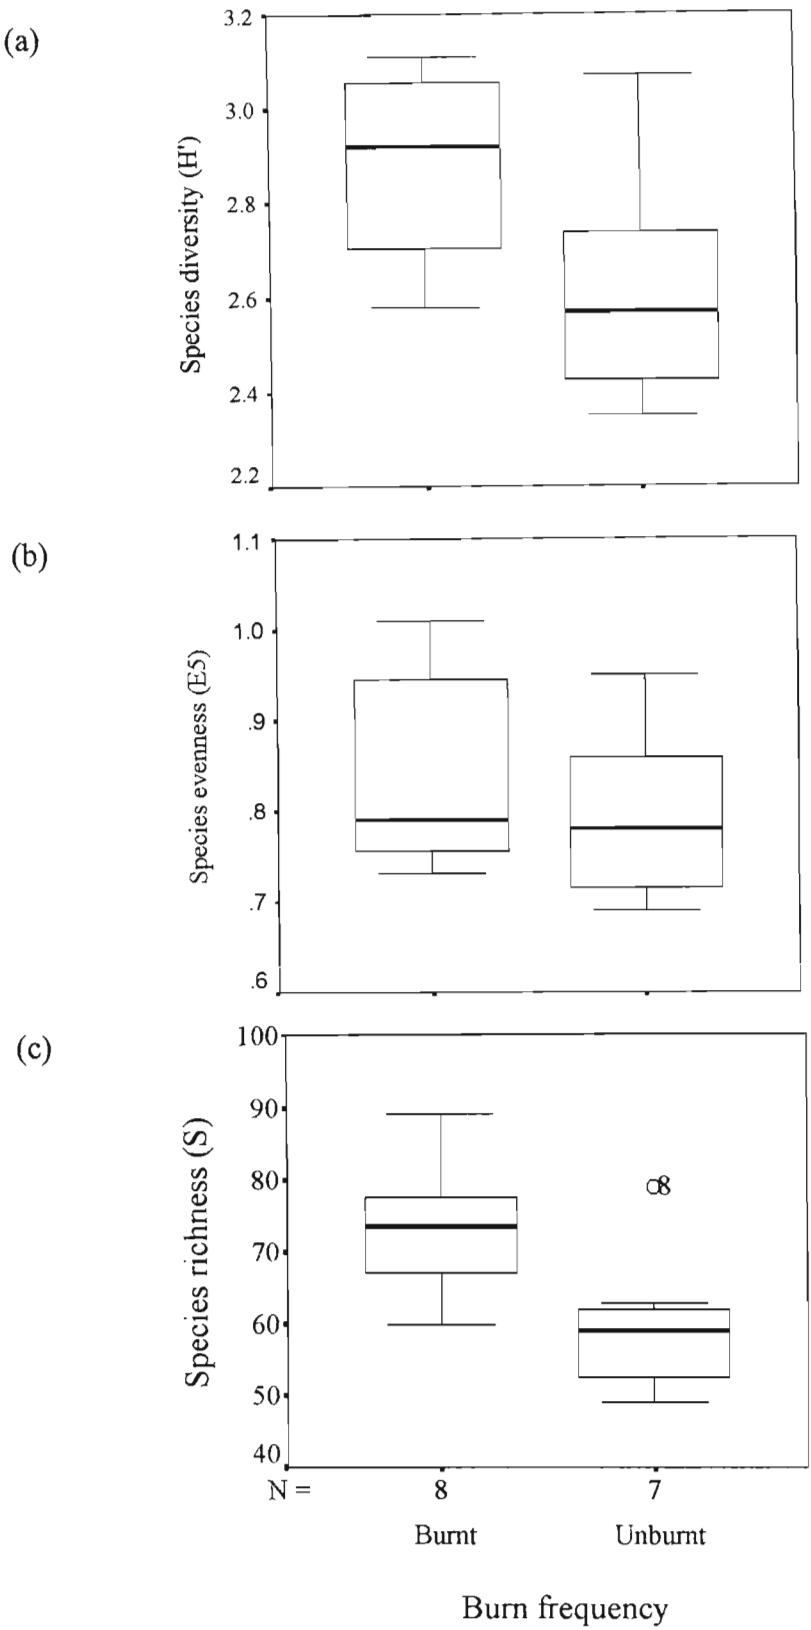 (a)
3.2
3.0
2.8
2.6
2.4
2.2
Species diversity (H')
(b)
1.1
1.0
.9
.8
.7
.6
Species evenness (E5)
(c)
100
90
80
70
60
50
40
Species richness (S)
8
N = 8 7
Burnt Unburnt
Burn frequency